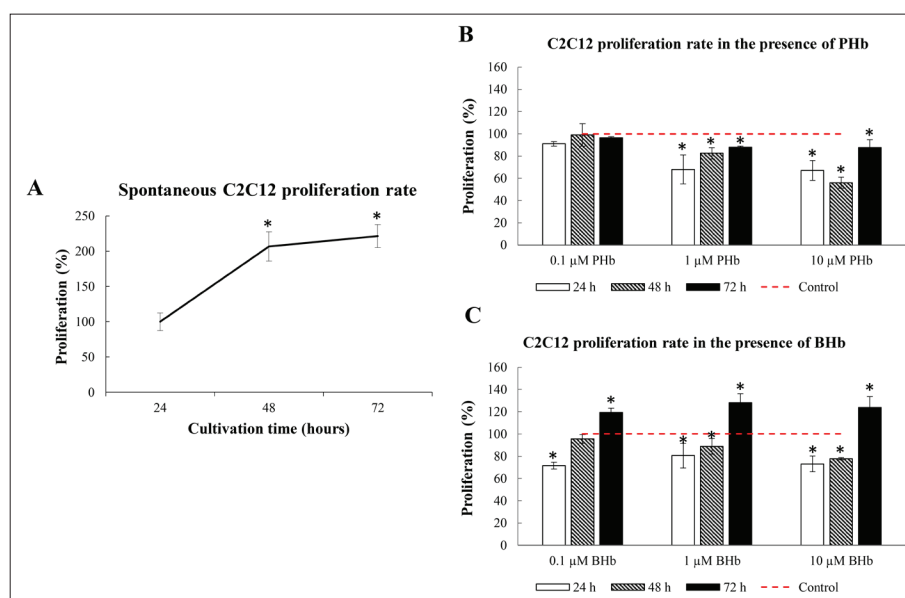 A
Spontaneous C2C12 proliferation rate
Proliferation (%)
250
200
150
100
50
0
*
*
24
48
72
Cultivation time (hours)
B
C2C12 proliferation rate in the presence of PHb
Proliferation (%)
160
140
120
100
80
60
40
20
0
* * *
* * *
0.1 µM PHb 1 µM PHb 10 µM PHb
24 h 48 h 72 h Control
C
C2C12 proliferation rate in the presence of BHb
Proliferation (%)
160
140
120
100
80
60
40
20
0
* *
* * *
* * *
0.1 µM BHb 1 µM BHb 10 µM BHb
24 h 48 h 72 h Control